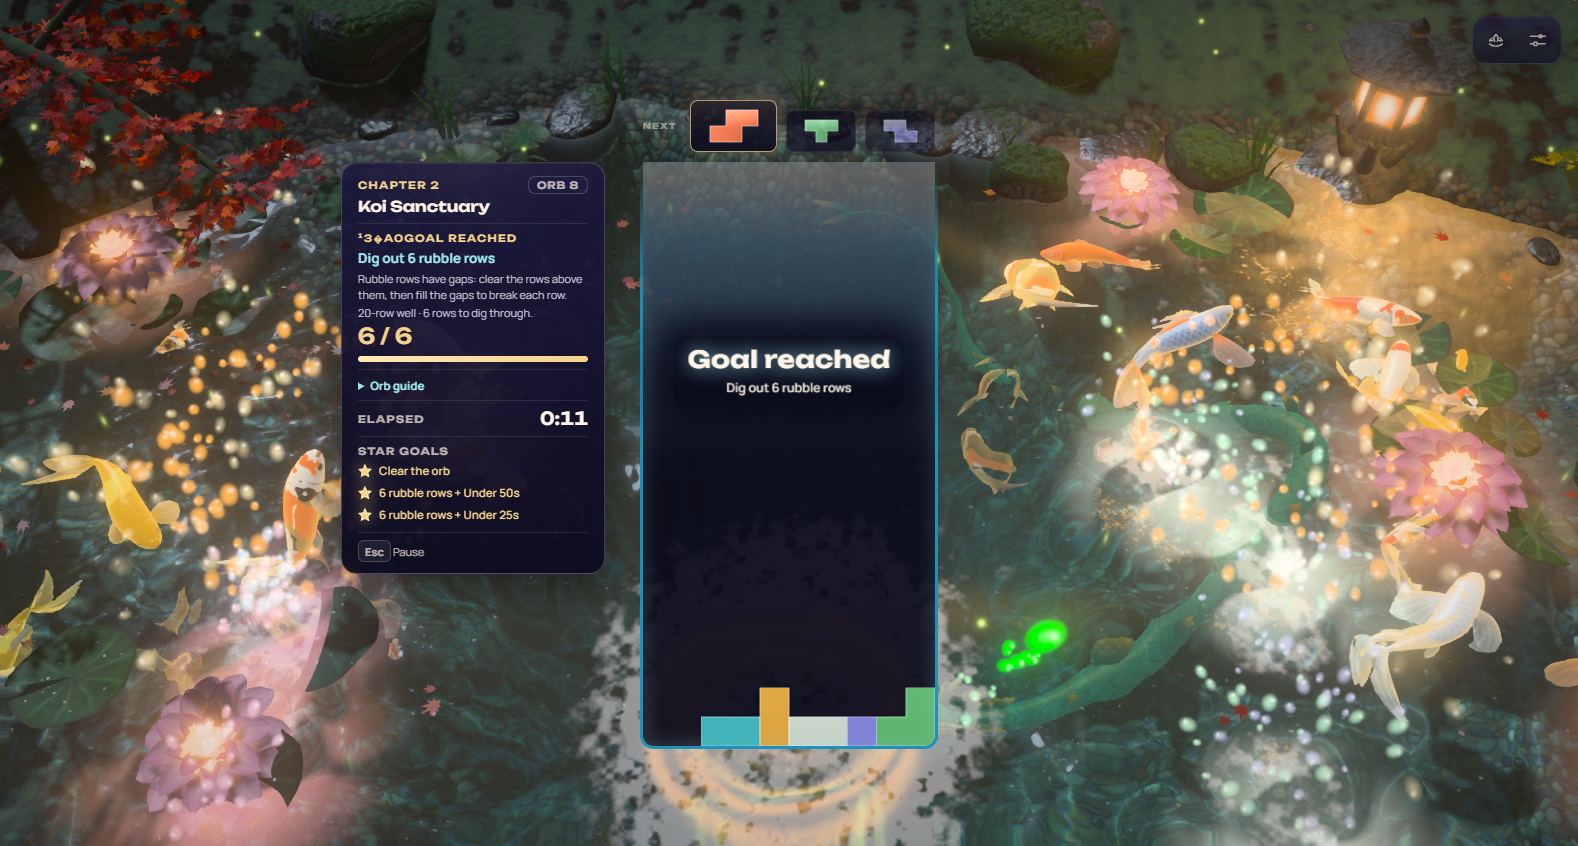 NEXT
CHAPTER 2
ORB 8
Koi Sanctuary
GOAL REACHED
Dig out 6 rubble rows
Rubble rows have gaps: clear the rows above
them, then fill the gaps to break each row.
20-row well · 6 rows to dig through.
6 / 6
Orb guide
ELAPSED
0:11
STAR GOALS
Clear the orb
6 rubble rows + Under 50s
6 rubble rows + Under 25s
Esc Pause
Goal reached
Dig out 6 rubble rows